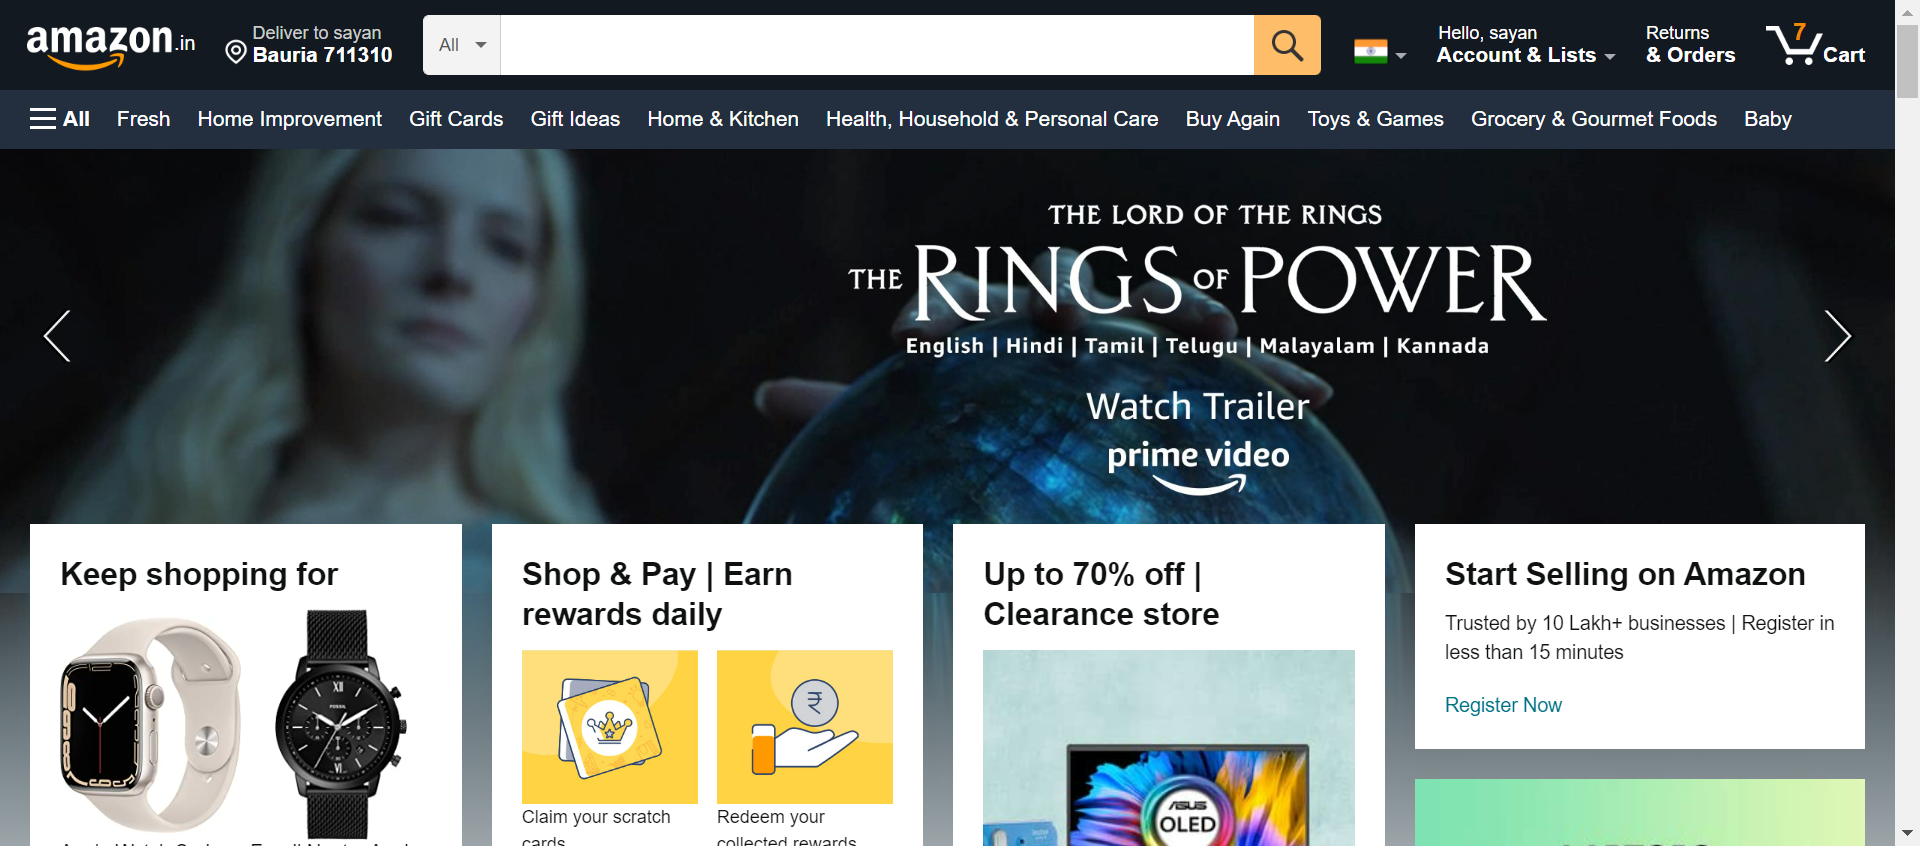 amazon.in
Deliver to sayan
Bauria 711310
All
Hello, sayan
Account & Lists
Returns
& Orders
7
Cart
All Fresh Home Improvement Gift Cards Gift Ideas Home & Kitchen Health, Household & Personal Care Buy Again Toys & Games Grocery & Gourmet Foods Baby
THE LORD OF THE RINGS
THE RINGS OF POWER
English | Hindi | Tamil | Telugu | Malayalam | Kannada
Watch Trailer
prime video
Keep shopping for
XII
FOSSIL
VI
Shop & Pay | Earn
rewards daily
₹
Claim your scratch
cards
Redeem your
collected rewards
Up to 70% off |
Clearance store
ASUS
OLED
Start Selling on Amazon
Trusted by 10 Lakh+ businesses | Register in
less than 15 minutes
Register Now